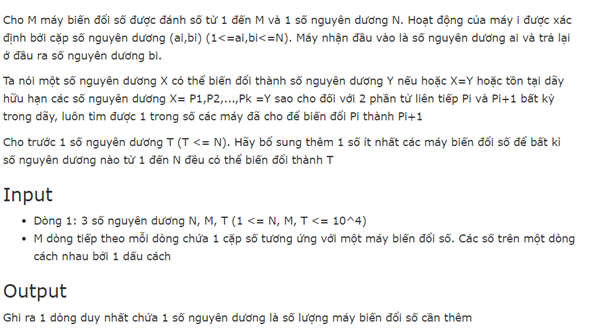 Cho M máy biến đổi số được đánh số từ 1 đến M và 1 số nguyên dương N. Hoạt động của máy i được xác
định bởi cặp số nguyên dương (ai,bi) (1<=ai,bi<=N). Máy nhận đầu vào là số nguyên dương ai và trả lại
ở đầu ra số nguyên dương bi.
Ta nói một số nguyên dương X có thể biến đổi thành số nguyên dương Y nếu hoặc X=Y hoặc tồn tại dãy
hữu hạn các số nguyên dương X= P1,P2,...,Pk =Y sao cho đối với 2 phần tử liên tiếp Pi và Pi+1 bất kỳ
trong dãy, luôn tìm được 1 trong số các máy đã cho để biến đổi Pi thành Pi+1
Cho trước 1 số nguyên dương T (T <= N). Hãy bổ sung thêm 1 số ít nhất các máy biến đổi số để bất kì
số nguyên dương nào từ 1 đến N đều có thể biến đổi thành T
Input
• Dòng 1: 3 số nguyên dương N, M, T (1 <= N, M, T <= 10^4)
• M dòng tiếp theo mỗi dòng chứa 1 cặp số tương ứng với một máy biến đổi số. Các số trên một dòng
cách nhau bởi 1 dấu cách
Output
Ghi ra 1 dòng duy nhất chứa 1 số nguyên dương là số lượng máy biến đổi số cần thêm